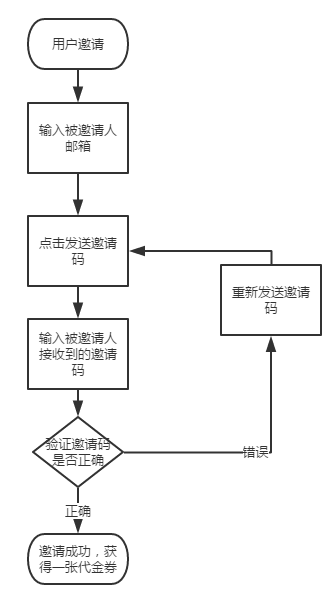 用户邀请
输入被邀请人
邮箱
点击发送邀请
码
重新发送邀请
码
输入被邀请人
接收到的邀请
码
验证邀请码
是否正确
错误
正确
邀请成功，获
得一张代金券